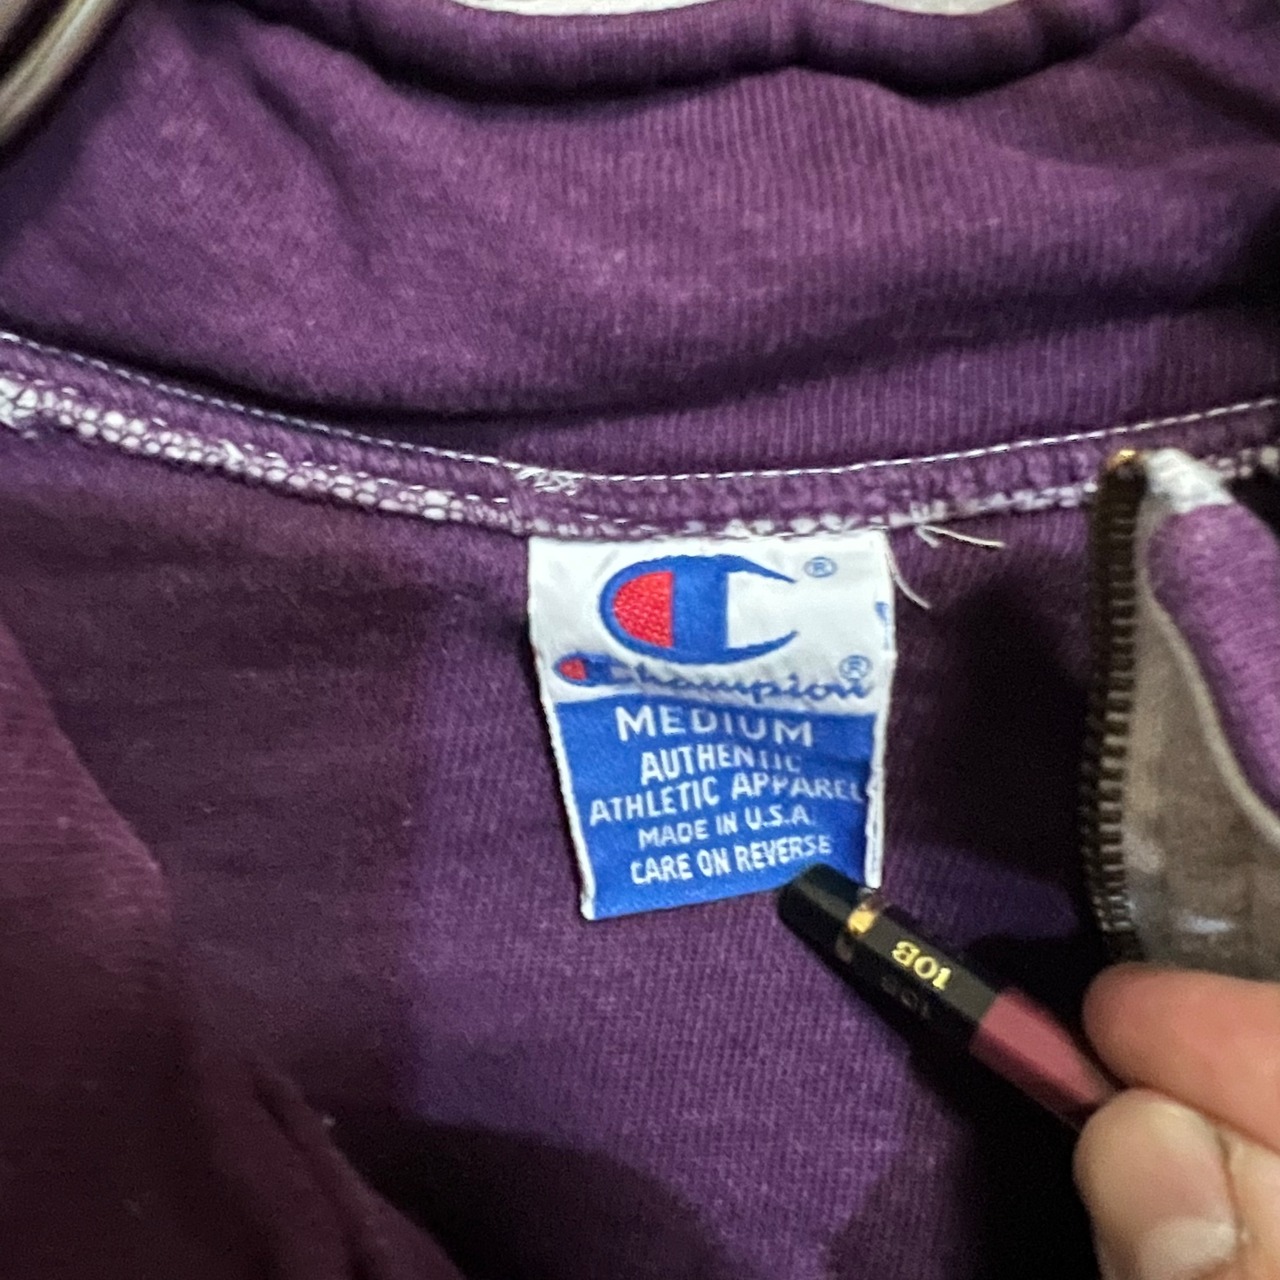 ®
Champion®
MEDIUM
AUTHENTIC
ATHLETIC APPAREL
MADE IN U.S.A.
CARE ON REVERSE
10B